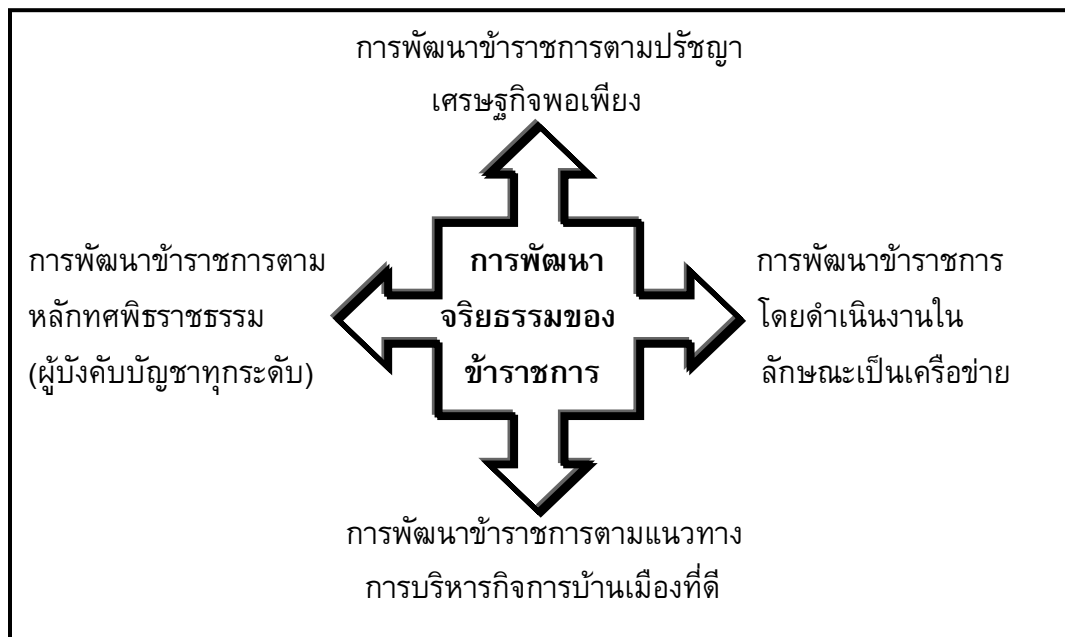 การพัฒนาข้าราชการตามปรัชญา
เศรษฐกิจพอเพียง
การพัฒนาข้าราชการตาม
หลักทศพิธราชธรรม
(ผู้บังคับบัญชาทุกระดับ)
การพัฒนา
จริยธรรมของ
ข้าราชการ
การพัฒนาข้าราชการ
โดยดำเนินงานใน
ลักษณะเป็นเครือข่าย
การพัฒนาข้าราชการตามแนวทาง
การบริหารกิจการบ้านเมืองที่ดี